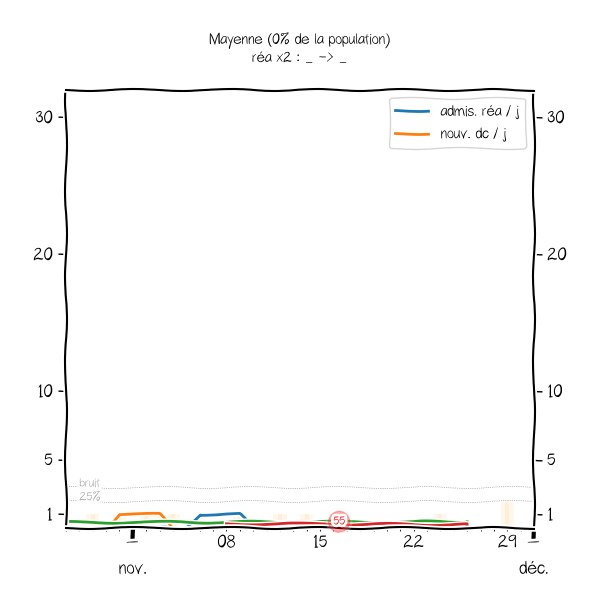 Mayenne (0% de la population)
réa x2 : _ -> _
admis. réa / j
nouv. dc / j
30 30
20 20
10 10
5 5
bruit
25%
1 1
55
08 15 22 29
nov. déc.